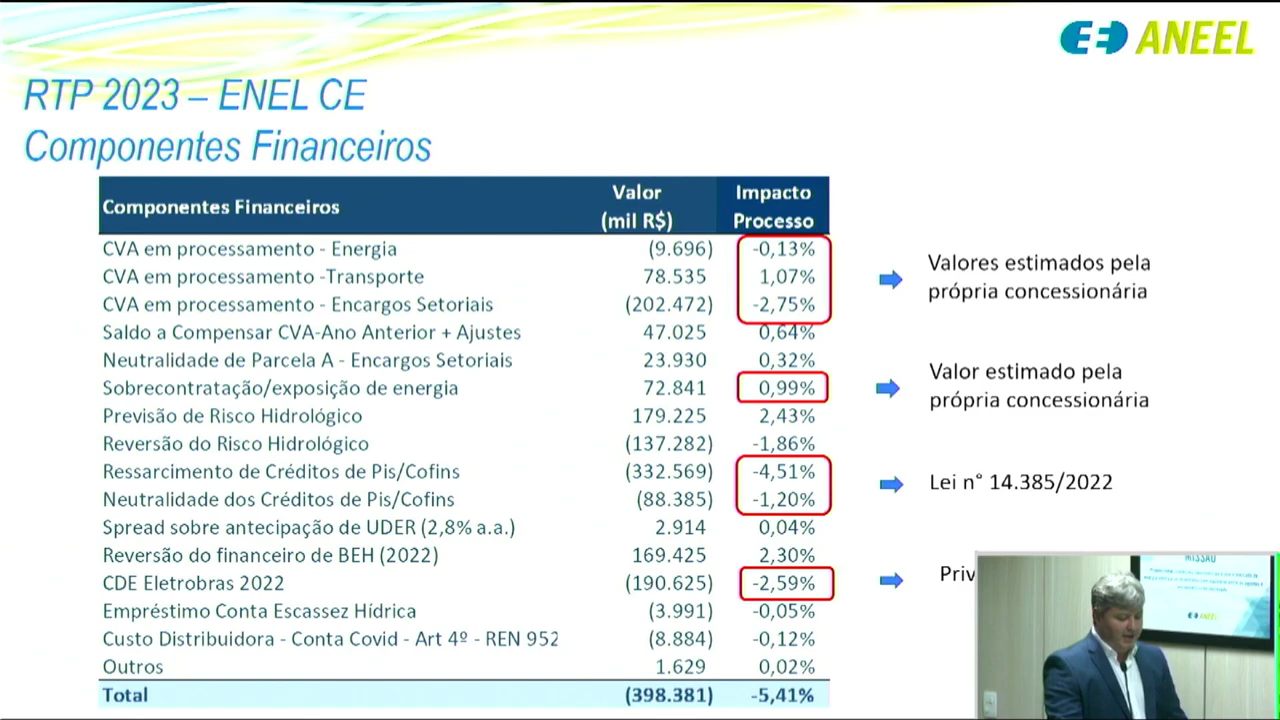 ANEEL
RTP 2023 – ENEL CE
Componentes Financeiros
Componentes Financeiros Valor (mil R$) Impacto Processo
CVA em processamento - Energia (9.696) -0,13%
CVA em processamento -Transporte 78.535 1,07%
CVA em processamento - Encargos Setoriais (202.472) -2,75%
Saldo a Compensar CVA-Ano Anterior + Ajustes 47.025 0,64%
Neutralidade de Parcela A - Encargos Setoriais 23.930 0,32%
Sobrecontratação/exposição de energia 72.841 0,99%
Previsão de Risco Hidrológico 179.225 2,43%
Reversão do Risco Hidrológico (137.282) -1,86%
Ressarcimento de Créditos de Pis/Cofins (332.569) -4,51%
Neutralidade dos Créditos de Pis/Cofins (88.385) -1,20%
Spread sobre antecipação de UDER (2,8% a.a.) 2.914 0,04%
Reversão do financeiro de BEH (2022) 169.425 2,30%
CDE Eletrobras 2022 (190.625) -2,59%
Empréstimo Conta Escassez Hídrica (3.991) -0,05%
Custo Distribuidora - Conta Covid - Art 4º - REN 952 (8.884) -0,12%
Outros 1.629 0,02%
Total (398.381) -5,41%
Valores estimados pela
própria concessionária
Valor estimado pela
própria concessionária
Lei n° 14.385/2022
Priv
MISSÃO
ANEEL